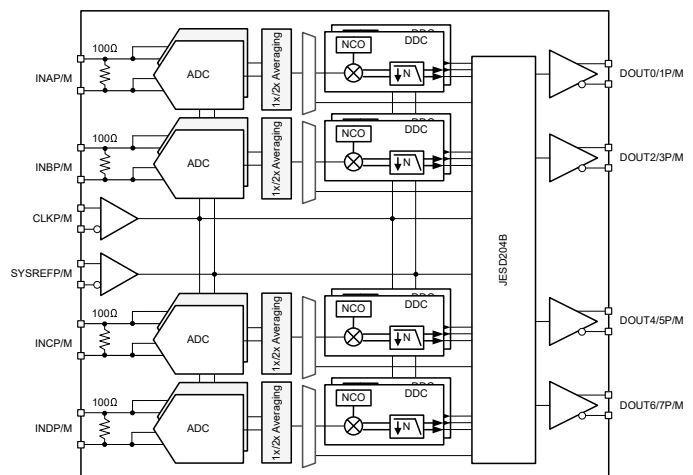 NCO
DDC
100Ω
ADC
1x/2x Averaging
N
INAP/M
DOUT0/1P/M
NCO
DDC
100Ω
ADC
1x/2x Averaging
N
INBP/M
DOUT2/3P/M
CLKP/M
SYSREFP/M
JESD204B
NCO
DDC
100Ω
ADC
1x/2x Averaging
N
INCP/M
DOUT4/5P/M
NCO
DDC
100Ω
ADC
1x/2x Averaging
N
INDP/M
DOUT6/7P/M